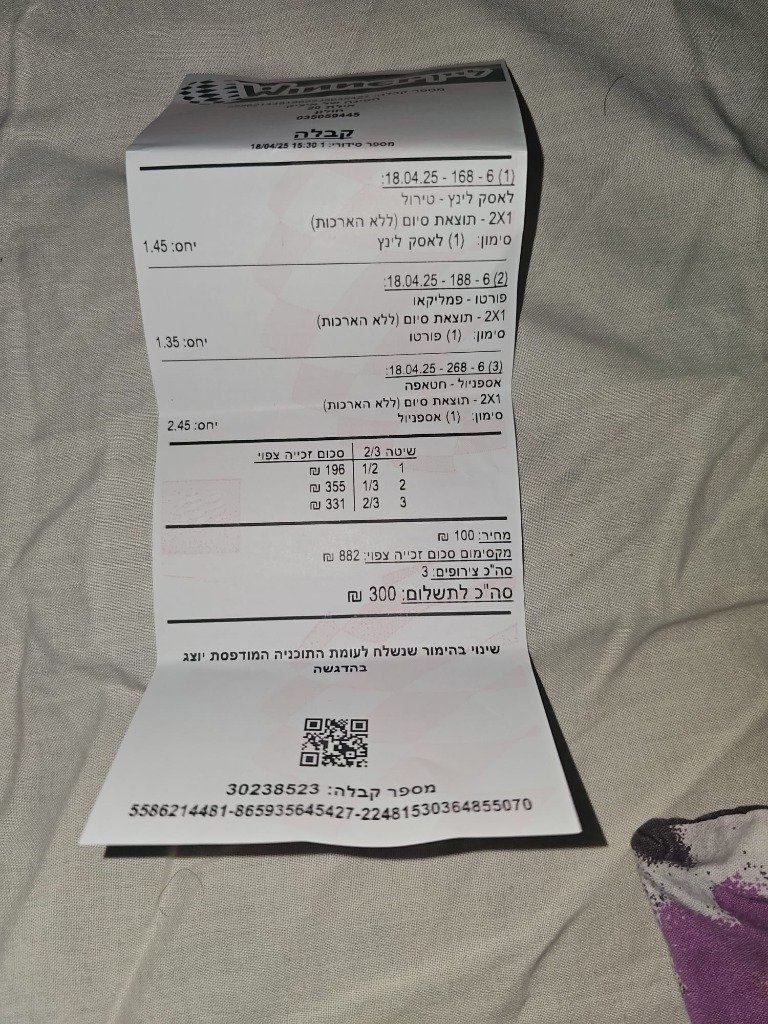 Winner ליין
חולון
035059445
קבלה
מספר סידורי: 1 15:30 18/04/25
(1) 6 - 168 - 18.04.25:
לאסק לינץ - טירול
2X1 - תוצאת סיום (ללא הארכות)
סימון: (1) לאסק לינץ יחס: 1.45
(2) 6 - 188 - 18.04.25:
פורטו - פמליקאו
2X1 - תוצאת סיום (ללא הארכות)
סימון: (1) פורטו יחס: 1.35
(3) 6 - 268 - 18.04.25:
אספניול - חטאפה
2X1 - תוצאת סיום (ללא הארכות)
סימון: (1) אספניול יחס: 2.45
שיטה 2/3 סכום זכייה צפוי
1 1/2 196 ₪
2 1/3 355 ₪
3 2/3 331 ₪
מחיר: 100 ₪
מקסימום סכום זכייה צפוי: 882 ₪
סה"כ צירופים: 3
סה"כ לתשלום: 300 ₪
שינוי בהימור שנשלח לעומת התוכניה המודפסת יוצג
בהדגשה
מספר קבלה: 30238523
5586214481-865935645427-22481530364855070